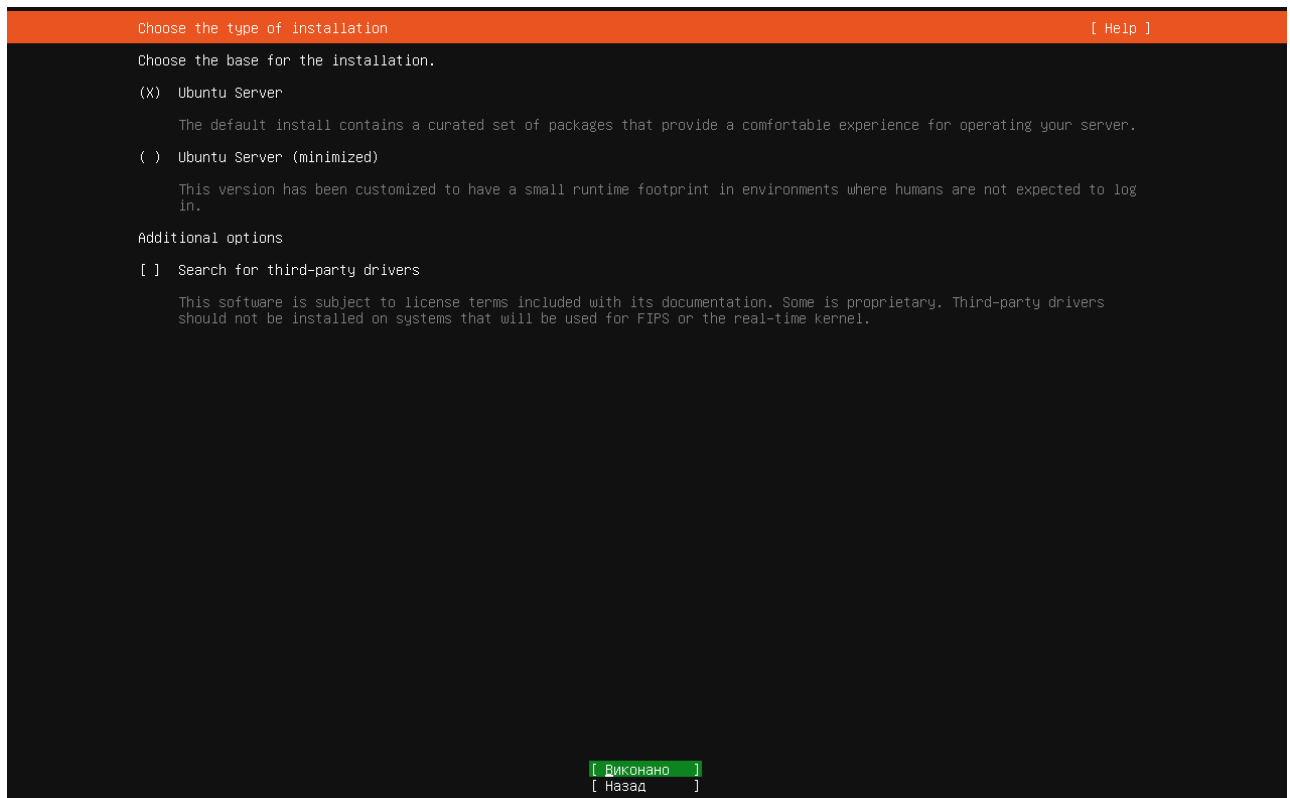 Choose the type of installation [ Help ]
Choose the base for the installation.
(X) Ubuntu Server
The default install contains a curated set of packages that provide a comfortable experience for operating your server.
( ) Ubuntu Server (minimized)
This version has been customized to have a small runtime footprint in environments where humans are not expected to log
in.
Additional options
[ ] Search for third-party drivers
This software is subject to license terms included with its documentation. Some is proprietary. Third-party drivers
should not be installed on systems that will be used for FIPS or the real-time kernel.
[ Виконано ]
[ Назад ]